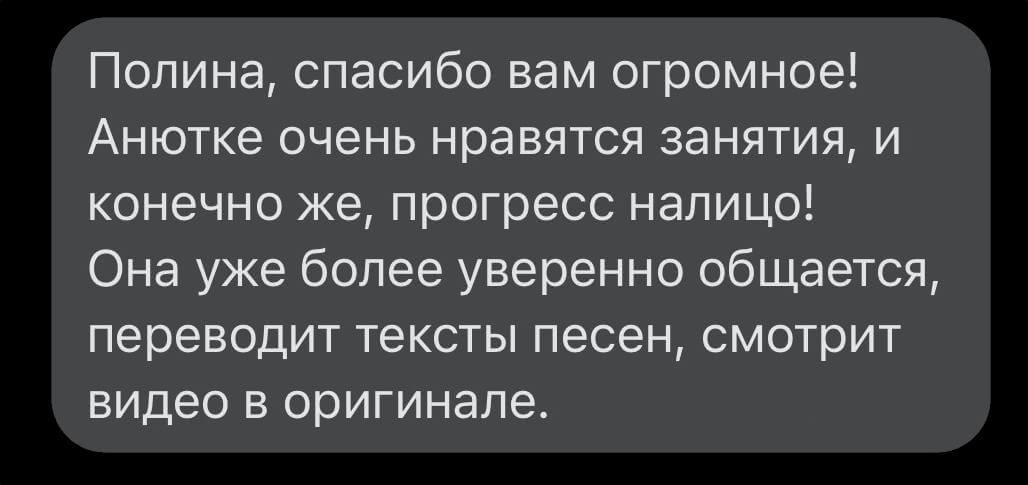 Полина, спасибо вам огромное!
Анютке очень нравятся занятия, и
конечно же, прогресс налицо!
Она уже более уверенно общается,
переводит тексты песен, смотрит
видео в оригинале.